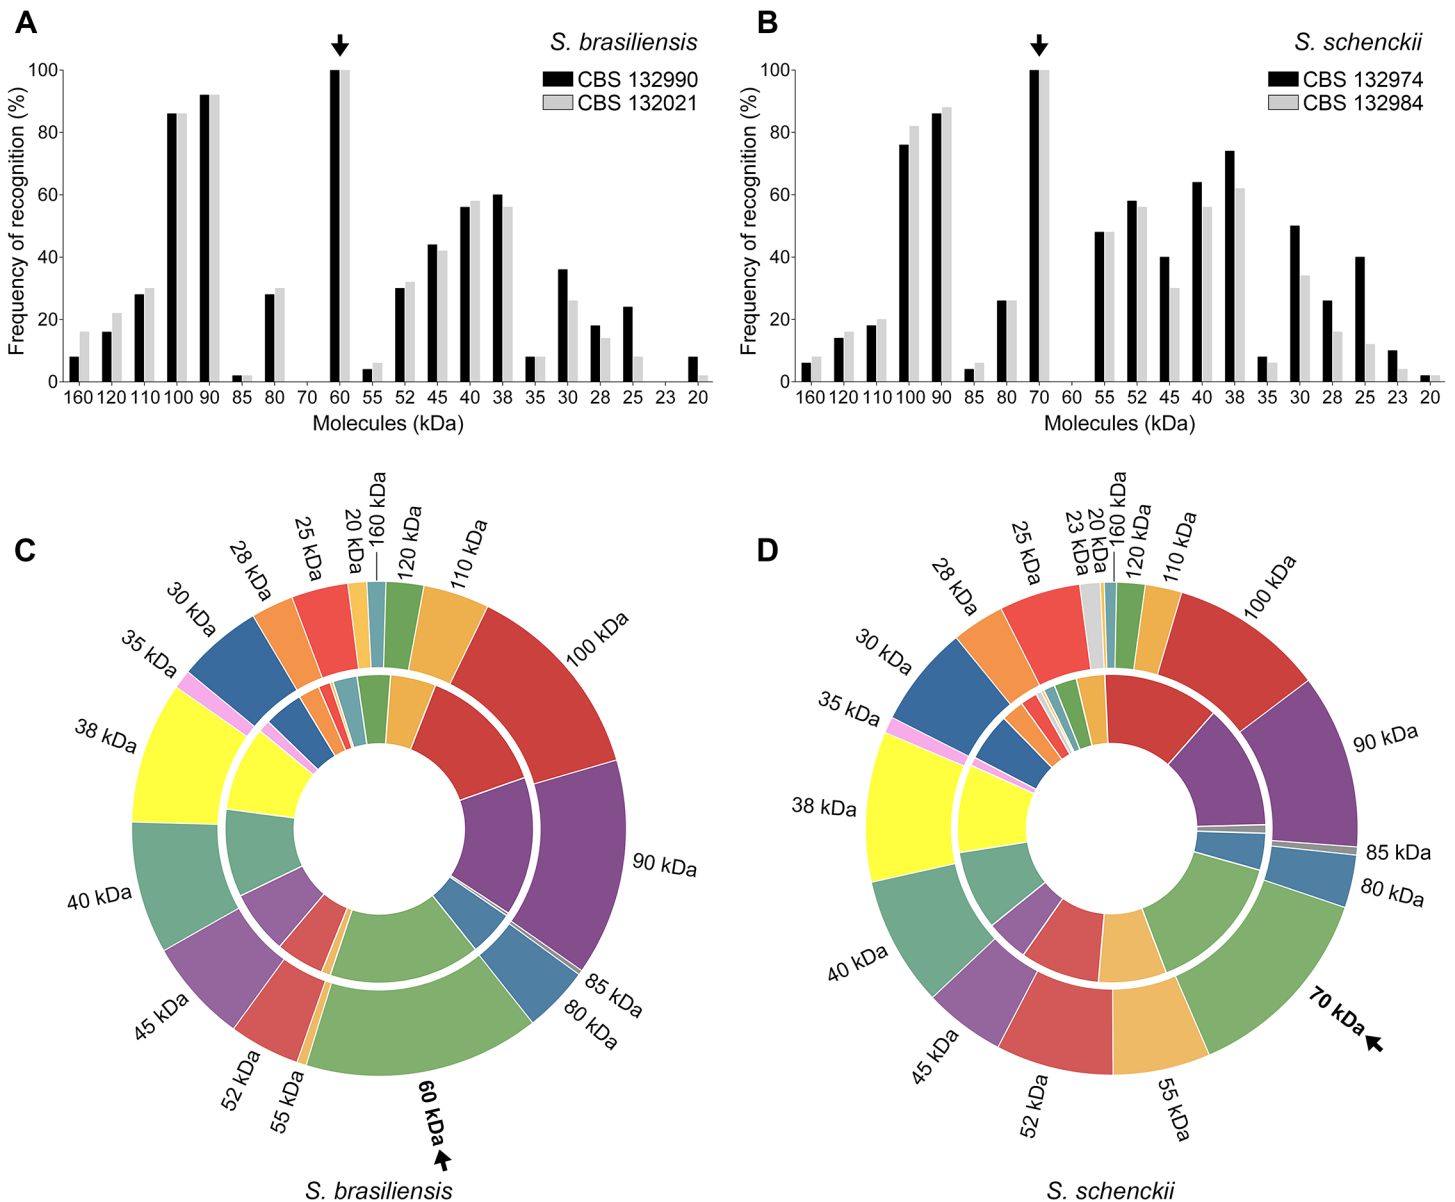 A
S. brasiliensis
CBS 132990
CBS 132021
Frequency of recognition (%)
100
80
60
40
20
0
160 120 110 100 90 85 80 70 60 55 52 45 40 38 35 30 28 25 23 20
Molecules (kDa)
B
S. schenckii
CBS 132974
CBS 132984
Frequency of recognition (%)
100
80
60
40
20
0
160 120 110 100 90 85 80 70 60 55 52 45 40 38 35 30 28 25 23 20
Molecules (kDa)
C
160 kDa
120 kDa
110 kDa
100 kDa
90 kDa
85 kDa
80 kDa
60 kDa
55 kDa
52 kDa
45 kDa
40 kDa
38 kDa
35 kDa
30 kDa
28 kDa
25 kDa
20 kDa
S. brasiliensis
D
160 kDa
120 kDa
110 kDa
100 kDa
90 kDa
85 kDa
80 kDa
70 kDa
55 kDa
52 kDa
45 kDa
40 kDa
38 kDa
35 kDa
30 kDa
28 kDa
25 kDa
23 kDa
20 kDa
S. schenckii